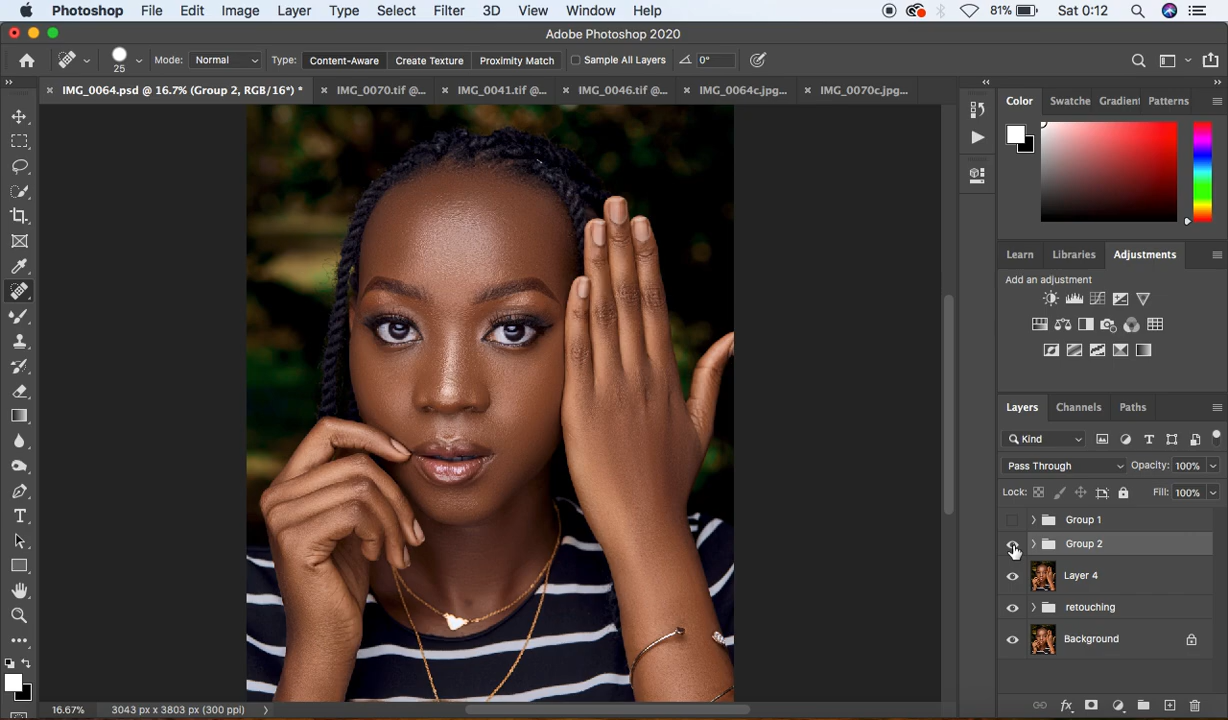 Photoshop File Edit Image Layer Type Select Filter 3D View Window Help 81% Sat 0:12
Adobe Photoshop 2020
25 Mode: Normal Type: Content-Aware Create Texture Proximity Match Sample All Layers 0°
IMG_0064.psd @ 16.7% (Group 2, RGB/16*) * IMG_0070.tif @... IMG_0041.tif @... IMG_0046.tif @... IMG_0064c.jpg... IMG_0070c.jpg...
Color Swatche Gradient Patterns
Learn Libraries Adjustments
Add an adjustment
Layers Channels Paths
Kind
Pass Through Opacity: 100%
Lock: Fill: 100%
Group 1
Group 2
Layer 4
retouching
Background
16.67% 3043 px x 3803 px (300 ppi)